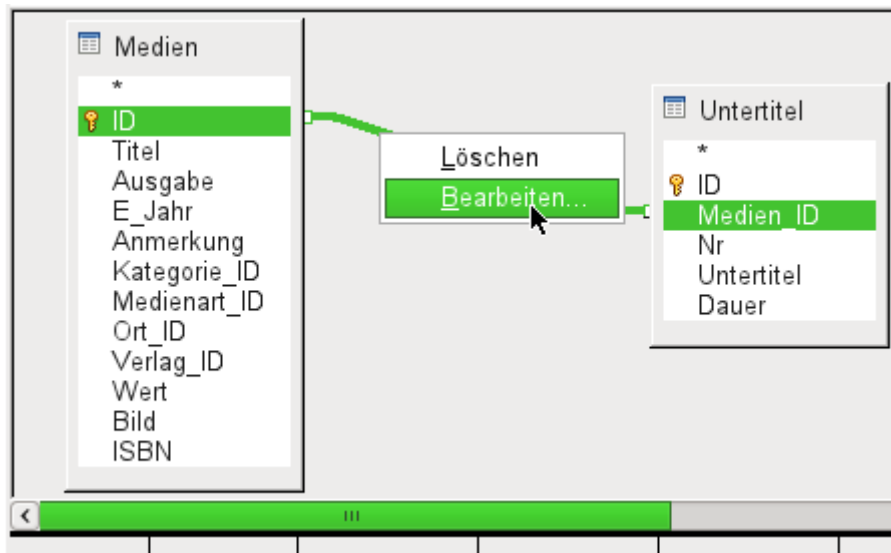 Medien
*
ID
Titel
Ausgabe
E_Jahr
Anmerkung
Kategorie_ID
Medienart_ID
Ort_ID
Verlag_ID
Wert
Bild
ISBN
Löschen
Bearbeiten...
Untertitel
*
ID
Medien_ID
Nr
Untertitel
Dauer